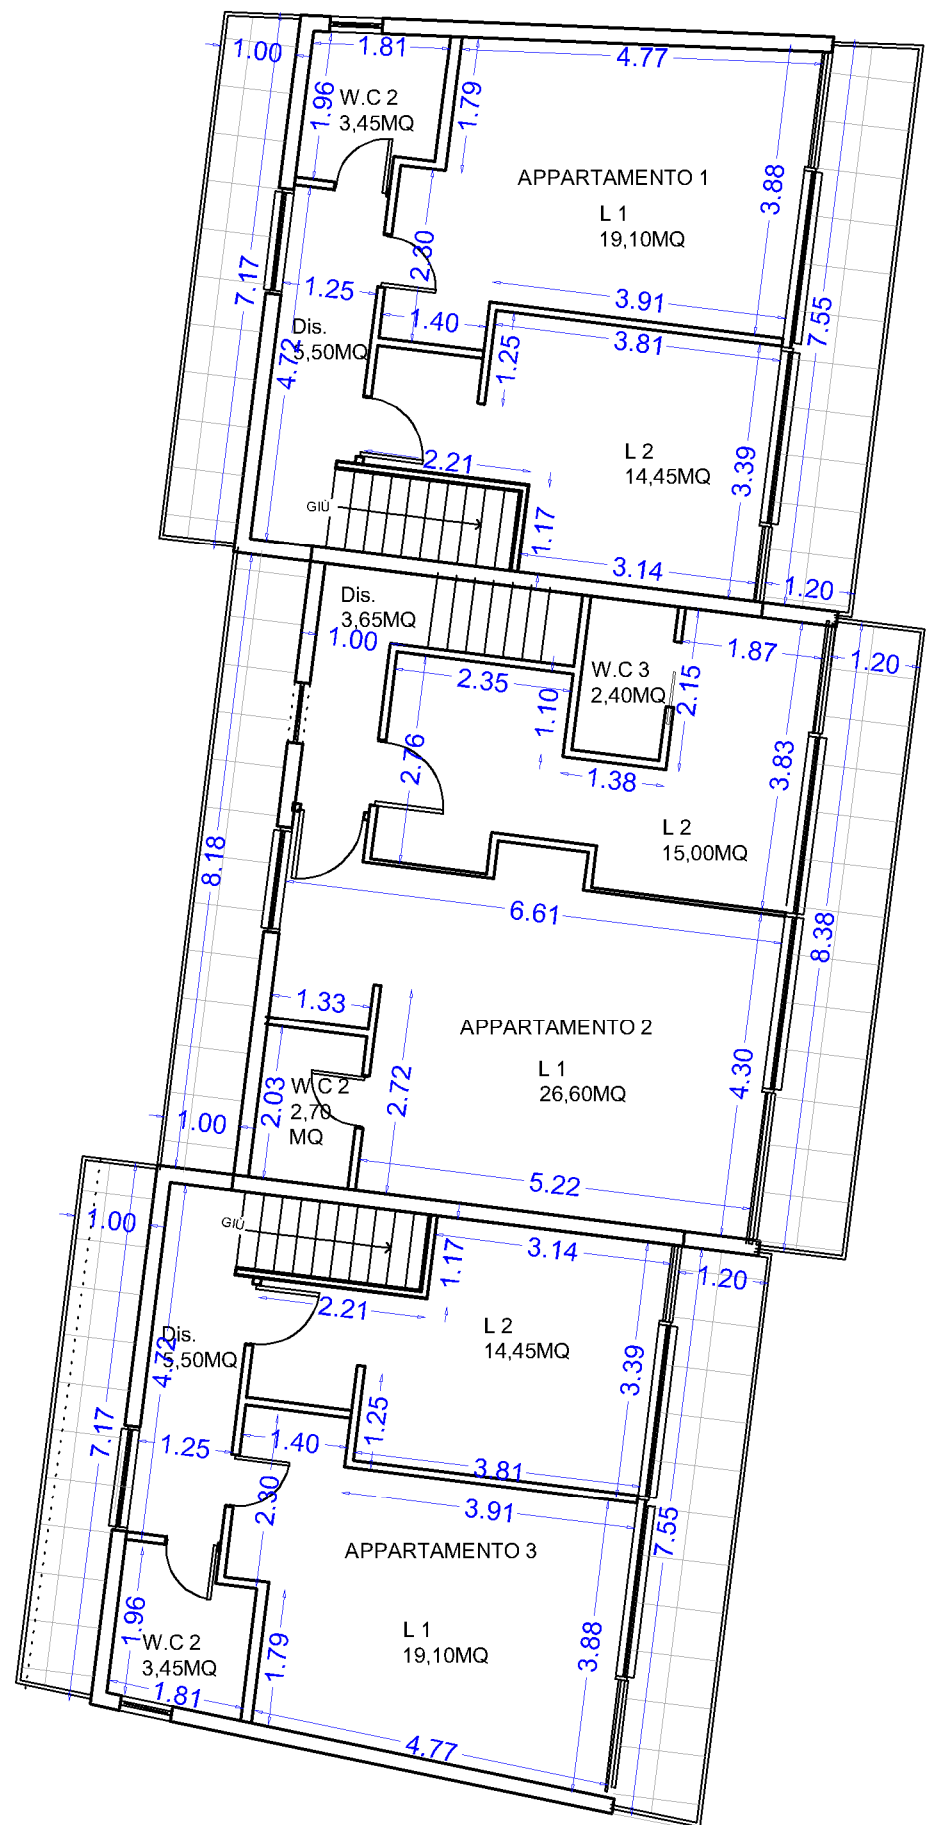 1.00
1.81
4.77
1.96
W.C 2
3,45MQ
1.79
APPARTAMENTO 1
L 1
19,10MQ
3.88
2.30
7.17
1.25
1.40
3.91
7.55
Dis.
5,50MQ
4.72
1.25
3.81
L 2
14,45MQ
3.39
2.21
GIÙ
1.17
3.14
1.20
Dis.
3,65MQ
1.00
2.35
W.C 3
2,40MQ
1.10
2.15
1.87
1.20
2.76
1.38
3.83
L 2
15,00MQ
8.18
6.61
8.38
1.33
APPARTAMENTO 2
L 1
26,60MQ
4.30
2.72
2.03
W.C 2
2,70
MQ
1.00
5.22
1.00
GIÙ
1.17
3.14
1.20
2.21
L 2
14,45MQ
3.39
Dis.
5,50MQ
4.72
7.17
1.25
1.40
1.25
3.81
2.30
3.91
7.55
APPARTAMENTO 3
L 1
19,10MQ
3.88
1.96
W.C 2
3,45MQ
1.79
1.81
4.77